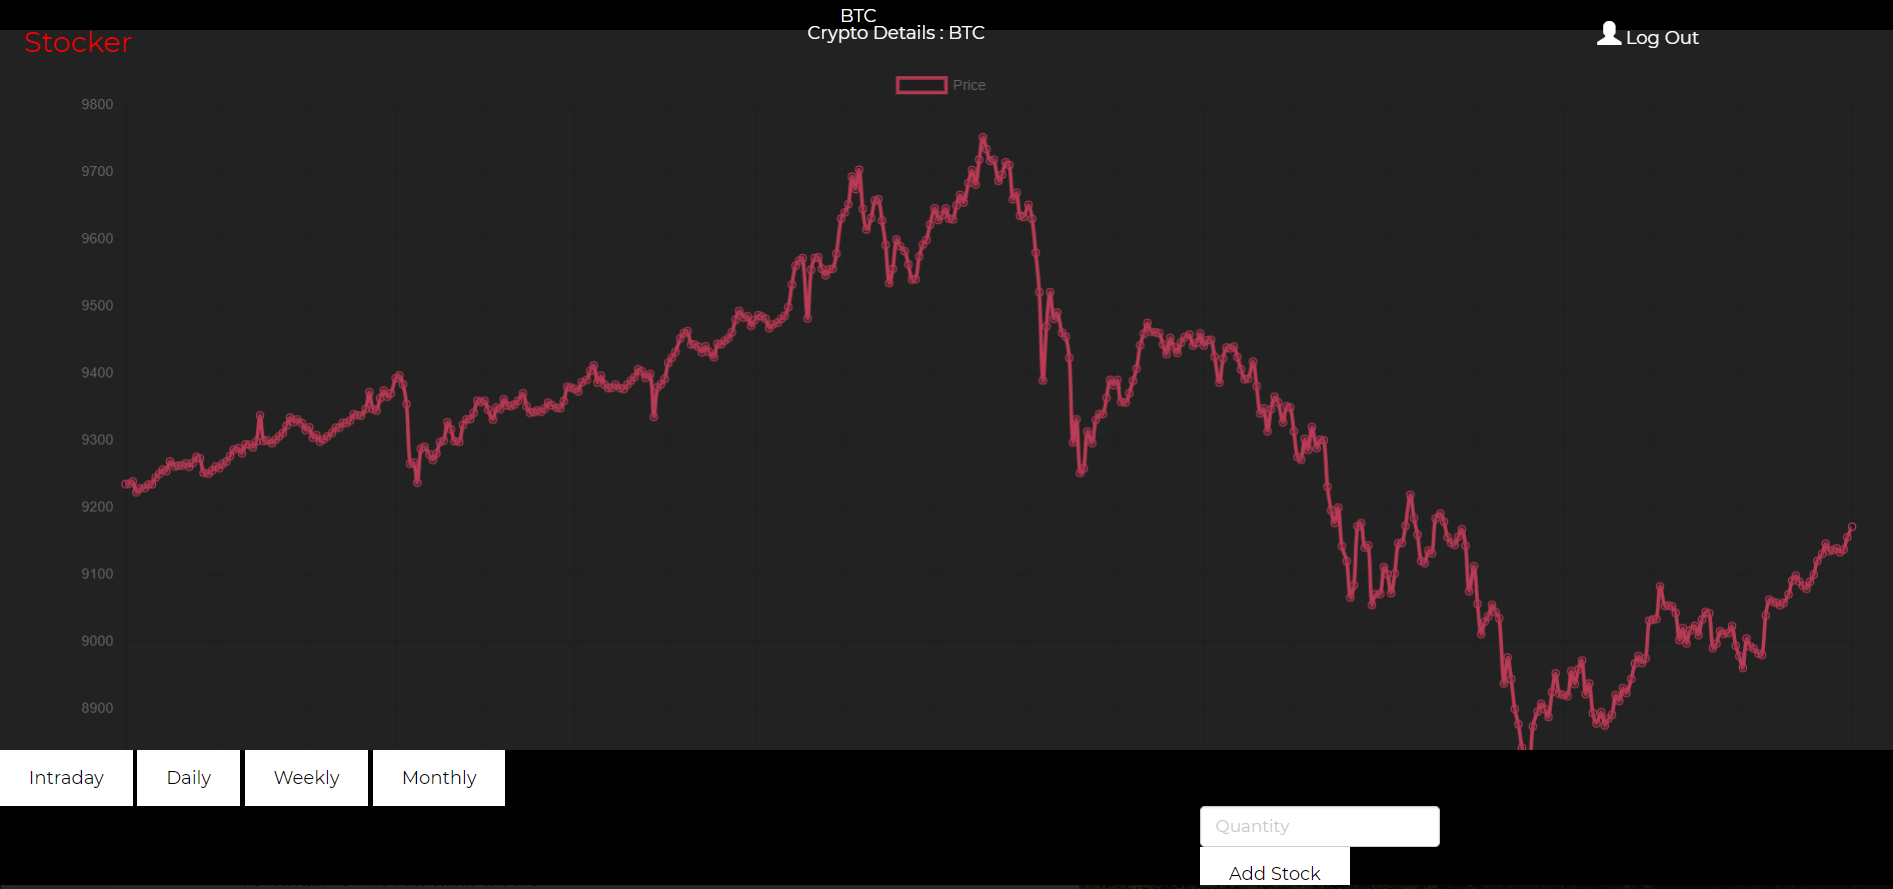 BTC
Crypto Details : BTC
Stocker
Log Out
Price
9800
9700
9600
9500
9400
9300
9200
9100
9000
8900
Intraday
Daily
Weekly
Monthly
Quantity
Add Stock